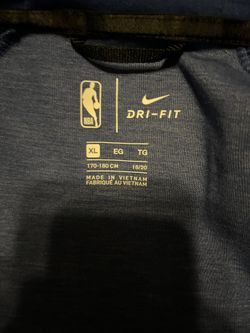 NBA
DRI-FIT
XL EG TG
170-180 CM 18/20
MADE IN VIETNAM
FABRIQUÉ AU VIETNAM